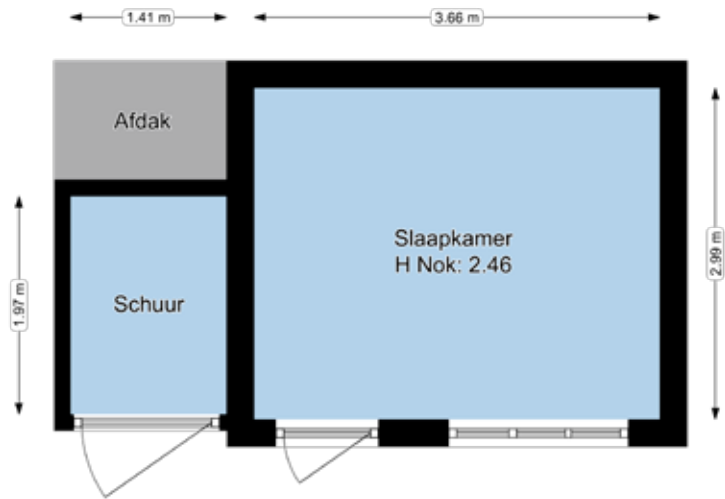 1.41 m
3.66 m
Afdak
Slaapkamer
H Nok: 2.46
2.99 m
Schuur
1.97 m